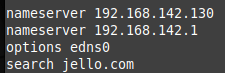 nameserver 192.168.142.130
nameserver 192.168.142.1
options edns0
search jello.com